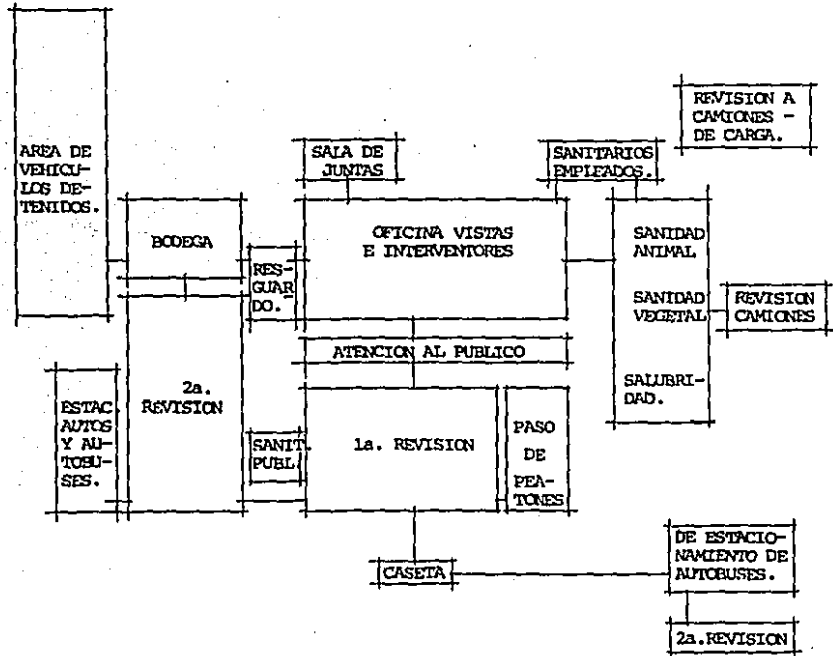 REVISION A
CAMIONES -
DE CARGA.
AREA DE
VEHICU-
LOS DE-
TENIDOS.
SALA DE
JUNTAS
SANITARIOS
EMPLEADOS.
BODEGA
OFICINA VISTAS
E INTERVENTORES
RES-
GUAR
DO.
SANIDAD
ANIMAL
SANIDAD
VEGETAL
SALUBRI-
DAD.
REVISION
CAMIONES
ATENCION AL PUBLICO
2a.
REVISION
ESTAC
AUTOS
Y AU-
TOBU-
SES.
SANIT.
PUBL
1a. REVISION
PASO
DE
PEA-
TONES
CASETA
DE ESTACIO-
NAMIENTO DE
AUTOBUSES.
2a.REVISION